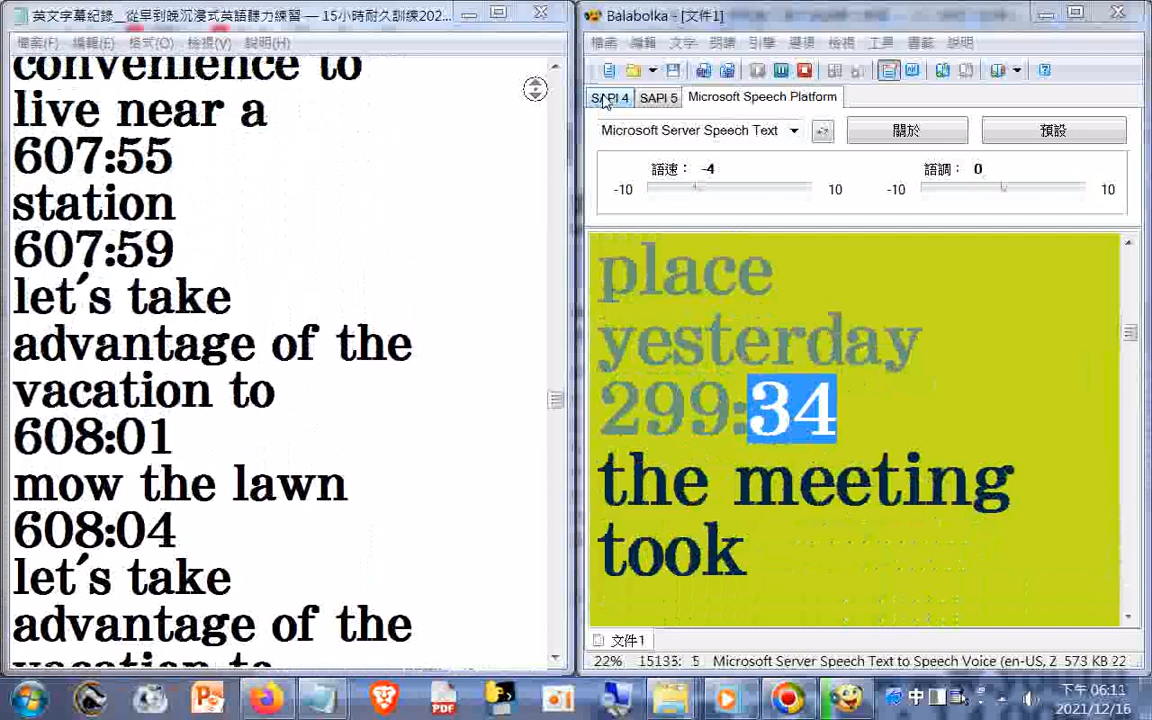 英文字幕紀錄__從早到晚沉浸式英語聽力練習 — 15小時耐久訓練202...
檔案(F) 編輯(E) 格式(O) 檢視(V) 說明(H)
convenience to
live near a
607:55
station
607:59
let's take
advantage of the
vacation to
608:01
mow the lawn
608:04
let's take
advantage of the
vacation to
Balabolka - [文件1]
檔案 編輯 文字 朗讀 引擎 選項 檢視 工具 書籤 說明
SAPI 4 SAPI 5 Microsoft Speech Platform
Microsoft Server Speech Text
關於
預設
語速： -4
語調： 0
-10 10 -10 10
place
yesterday
299:34
the meeting
took
文件1
22% 15135: 5 Microsoft Server Speech Text to Speech Voice (en-US, Z 573 KB 22
中
下午 06:11
2021/12/16
PDF